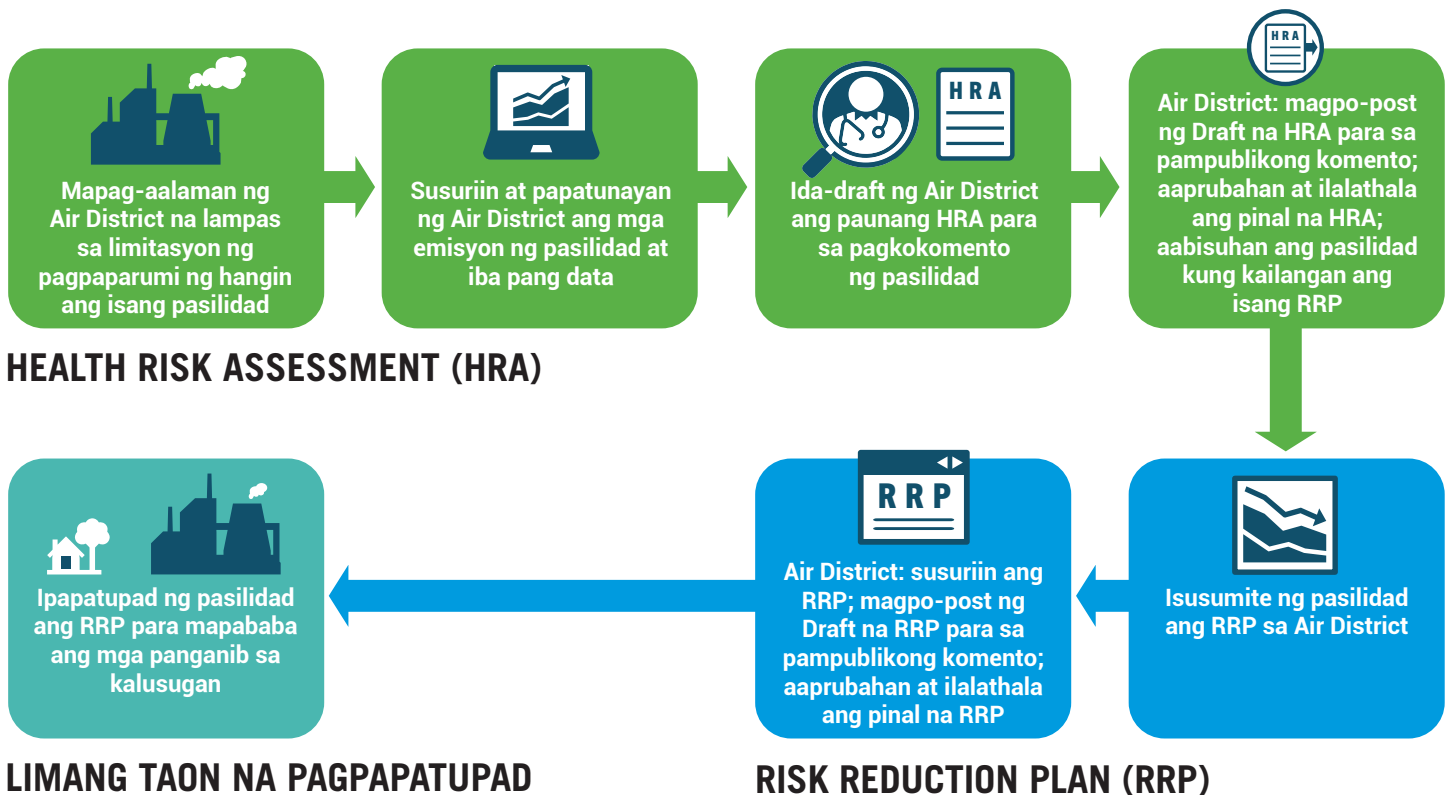 Mapag-aalaman ng
Air District na lampas
sa limitasyon ng
pagpaparumi ng hangin
ang isang pasilidad
Susuriin at papatunayan
ng Air District ang mga
emisyon ng pasilidad at
iba pang data
HRA
Ida-draft ng Air District
ang paunang HRA para
sa pagkokomento
ng pasilidad
HRA
Air District: magpo-post
ng Draft na HRA para sa
pampublikong komento;
aaprubahan at ilalathala
ang pinal na HRA;
aabisuhan ang pasilidad
kung kailangan ang
isang RRP
HEALTH RISK ASSESSMENT (HRA)
Isusumite ng pasilidad
ang RRP sa Air District
RRP
Air District: susuriin ang
RRP; magpo-post ng
Draft na RRP para sa
pampublikong komento;
aaprubahan at ilalathala
ang pinal na RRP
RISK REDUCTION PLAN (RRP)
Ipapatupad ng pasilidad
ang RRP para mapababa
ang mga panganib sa
kalusugan
LIMANG TAON NA PAGPAPATUPAD